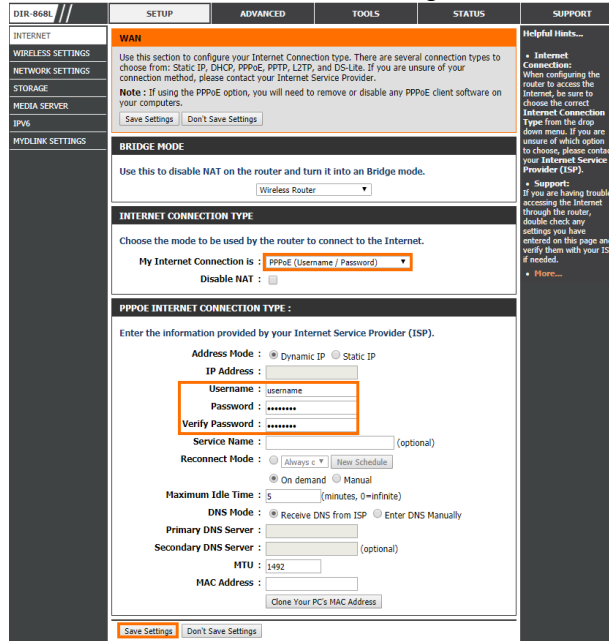 DIR-868L
SETUP
ADVANCED
TOOLS
STATUS
SUPPORT
INTERNET
WIRELESS SETTINGS
NETWORK SETTINGS
STORAGE
MEDIA SERVER
IPV6
MYDLINK SETTINGS
WAN
Use this section to configure your Internet Connection type. There are several connection types to
choose from: Static IP, DHCP, PPPoE, PPTP, L2TP, and DS-Lite. If you are unsure of your
connection method, please contact your Internet Service Provider.
Note : If using the PPPoE option, you will need to remove or disable any PPPoE client software on
your computers.
Save Settings Don't Save Settings
BRIDGE MODE
Use this to disable NAT on the router and turn it into an Bridge mode.
Wireless Router
INTERNET CONNECTION TYPE
Choose the mode to be used by the router to connect to the Internet.
My Internet Connection is : PPPoE (Username / Password)
Disable NAT :
PPPOE INTERNET CONNECTION TYPE :
Enter the information provided by your Internet Service Provider (ISP).
Address Mode : Dynamic IP Static IP
IP Address :
Username : username
Password : ••••••••
Verify Password : ••••••••
Service Name : (optional)
Reconnect Mode : Always c New Schedule
On demand Manual
Maximum Idle Time : 5 (minutes, 0=infinite)
DNS Mode : Receive DNS from ISP Enter DNS Manually
Primary DNS Server :
Secondary DNS Server : (optional)
MTU : 1492
MAC Address :
Clone Your PC's MAC Address
Save Settings Don't Save Settings
Helpful Hints...
• Internet
Connection:
When configuring the
router to access the
Internet, be sure to
choose the correct
Internet Connection
Type from the drop
down menu. If you are
unsure of which option
to choose, please contac
your Internet Service
Provider (ISP).
• Support:
If you are having trouble
accessing the Internet
through the router,
double check any
settings you have
entered on this page and
verify them with your IS
if needed.
• More...